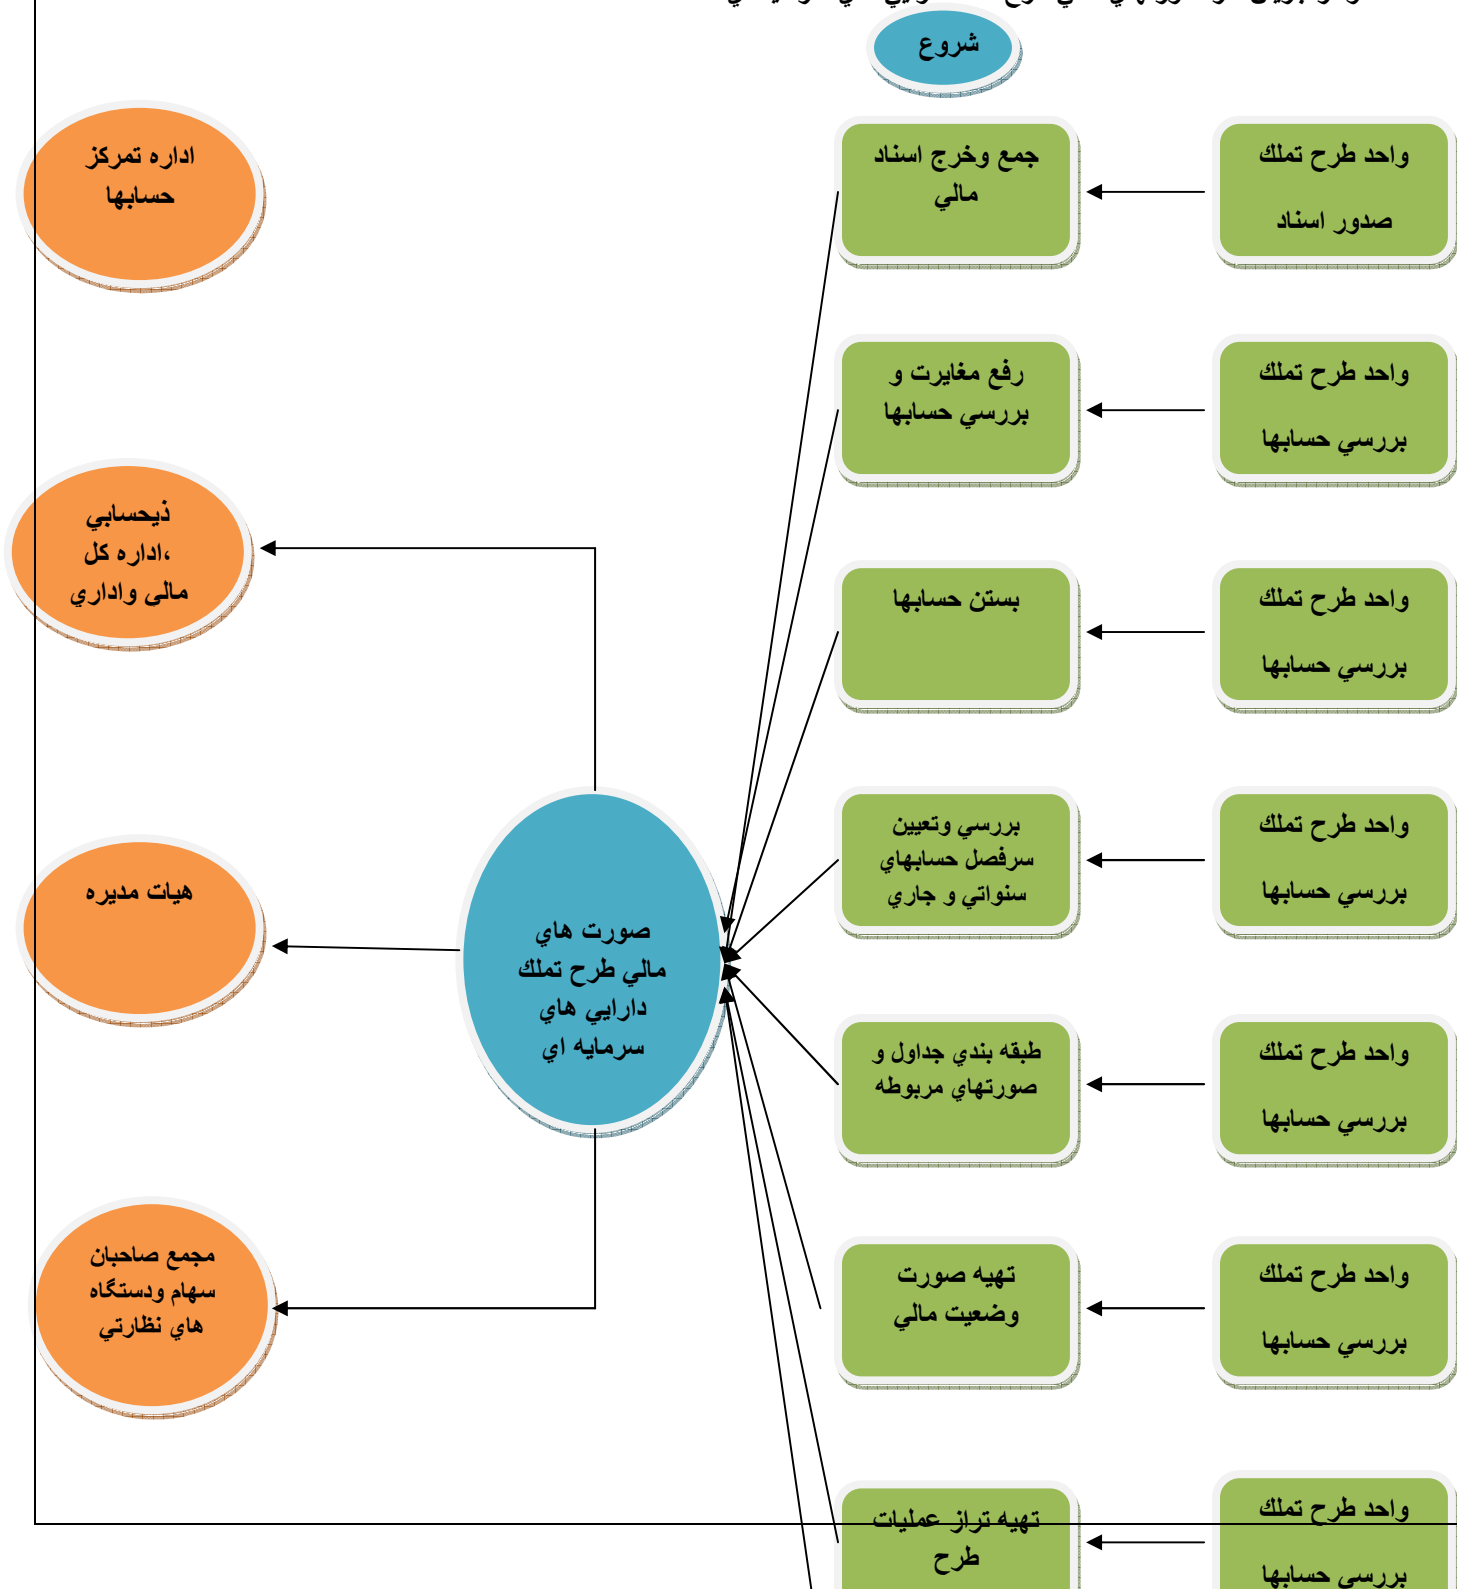 شروع
واحد طرح تملك
صدور اسناد
جمع وخرج اسناد
مالي
اداره تمركز
حسابها
واحد طرح تملك
بررسي حسابها
رفع مغايرت و
بررسي حسابها
واحد طرح تملك
بررسي حسابها
بستن حسابها
ذيحسابي
،اداره كل
مالی واداري
واحد طرح تملك
بررسي حسابها
بررسي وتعيين
سرفصل حسابهاي
سنواتي و جاري
هيات مديره
صورت هاي
مالي طرح تملك
دارايي هاي
سرمايه اي
واحد طرح تملك
بررسي حسابها
طبقه بندي جداول و
صورتهاي مربوطه
واحد طرح تملك
بررسي حسابها
تهيه صورت
وضعيت مالي
مجمع صاحبان
سهام ودستگاه
هاي نظارتي
واحد طرح تملك
بررسي حسابها
تهيه تراز عمليات
طرح